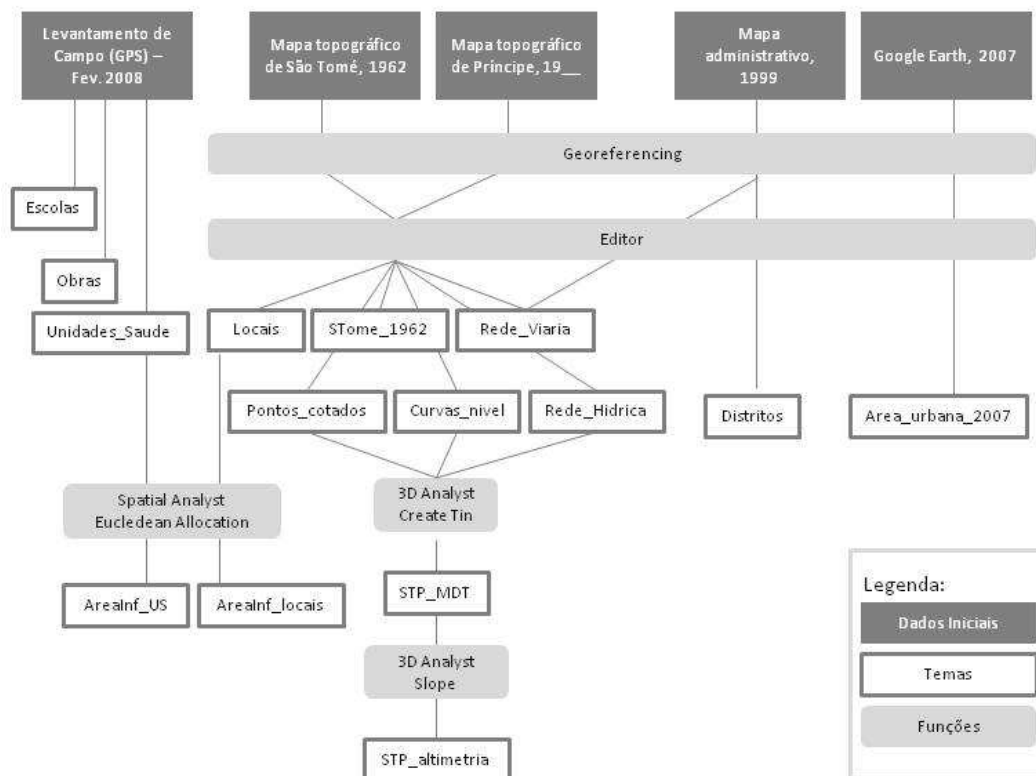 Levantamento de
Campo (GPS) –
Fev. 2008
Mapa topográfico
de São Tomé, 1962
Mapa topográfico
de Príncipe, 19__
Mapa
administrativo,
1999
Google Earth, 2007
Georeferencing
Escolas
Editor
Obras
Unidades_Saude
Locais
STome_1962
Rede_Viaria
Pontos_cotados
Curvas_nivel
Rede_Hidrica
Distritos
Area_urbana_2007
Spatial Analyst
Eucledean Allocation
3D Analyst
Create Tin
AreaInf_US
AreaInf_locais
STP_MDT
3D Analyst
Slope
STP_altimetria
Legenda:
Dados Iniciais
Temas
Funções